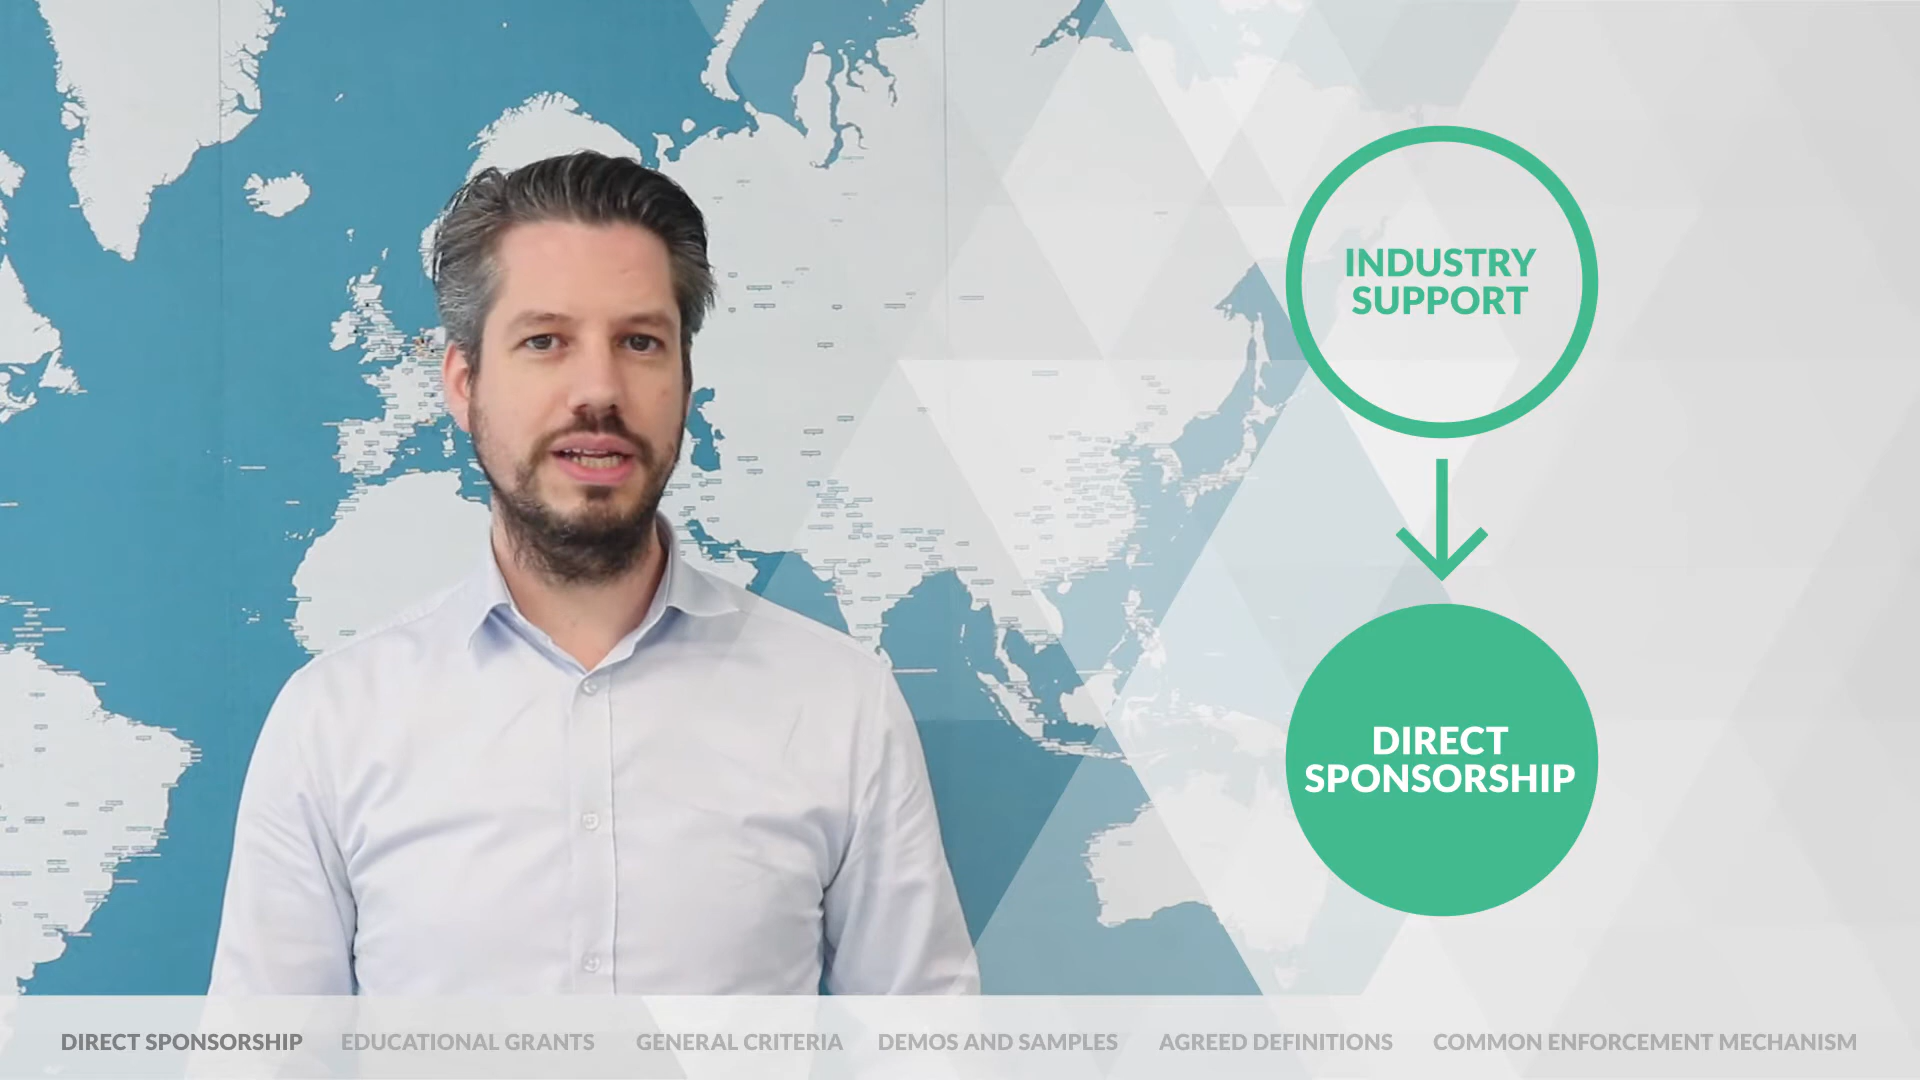 INDUSTRY
SUPPORT
DIRECT
SPONSORSHIP
DIRECT SPONSORSHIP EDUCATIONAL GRANTS GENERAL CRITERIA DEMOS AND SAMPLES AGREED DEFINITIONS COMMON ENFORCEMENT MECHANISM